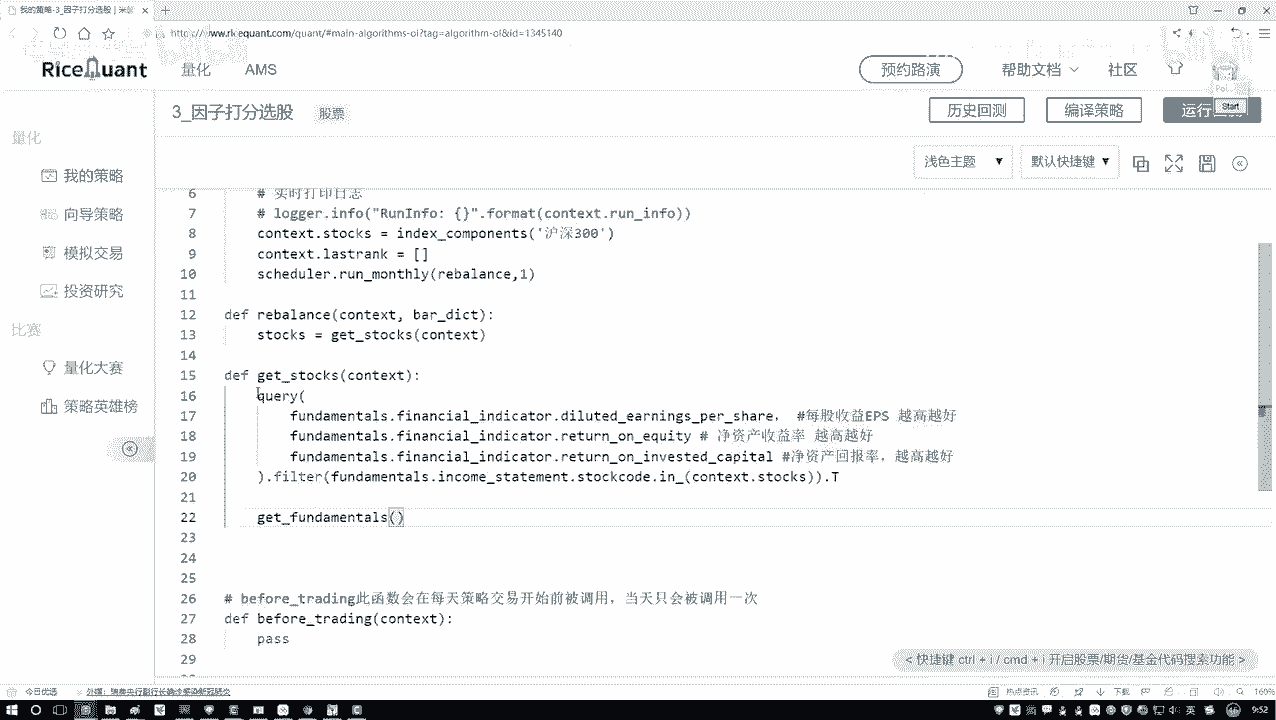 我的策略-3_因子打分选股 | 米
www.ricequant.com/quant/#main-algorithms-ol?tag=algorithm-ol&id=1345140
RiceQuant 量化 AMS 预约路演 帮助文档 社区
3_因子打分选股 股票 历史回测 编译策略 运行
Start
量化
浅色主题 默认快捷键
我的策略
向导策略
模拟交易
投资研究
比赛
量化大赛
策略英雄榜
6 # 实时打印日志
7 # logger.info("RunInfo: {}".format(context.run_info))
8 context.stocks = index_components('沪深300')
9 context.lastrank = []
10 scheduler.run_monthly(rebalance,1)
11
12 def rebalance(context, bar_dict):
13 stocks = get_stocks(context)
14
15 def get_stocks(context):
16 query(
17 fundamentals.financial_indicator.diluted_earnings_per_share， #每股收益EPS 越高越好
18 fundamentals.financial_indicator.return_on_equity # 净资产收益率 越高越好
19 fundamentals.financial_indicator.return_on_invested_capital #净资产回报率，越高越好
20 ).filter(fundamentals.income_statement.stockcode.in_(context.stocks)).T
21
22 get_fundamentals()
23
24
25
26 # before_trading此函数会在每天策略交易开始前被调用，当天只会被调用一次
27 def before_trading(context):
28 pass
29
< 快捷键 ctrl + i / cmd + i 开启股票/期货/基金代码搜索功能 >
今日优选 热点资讯 下载 160%
英 9:52